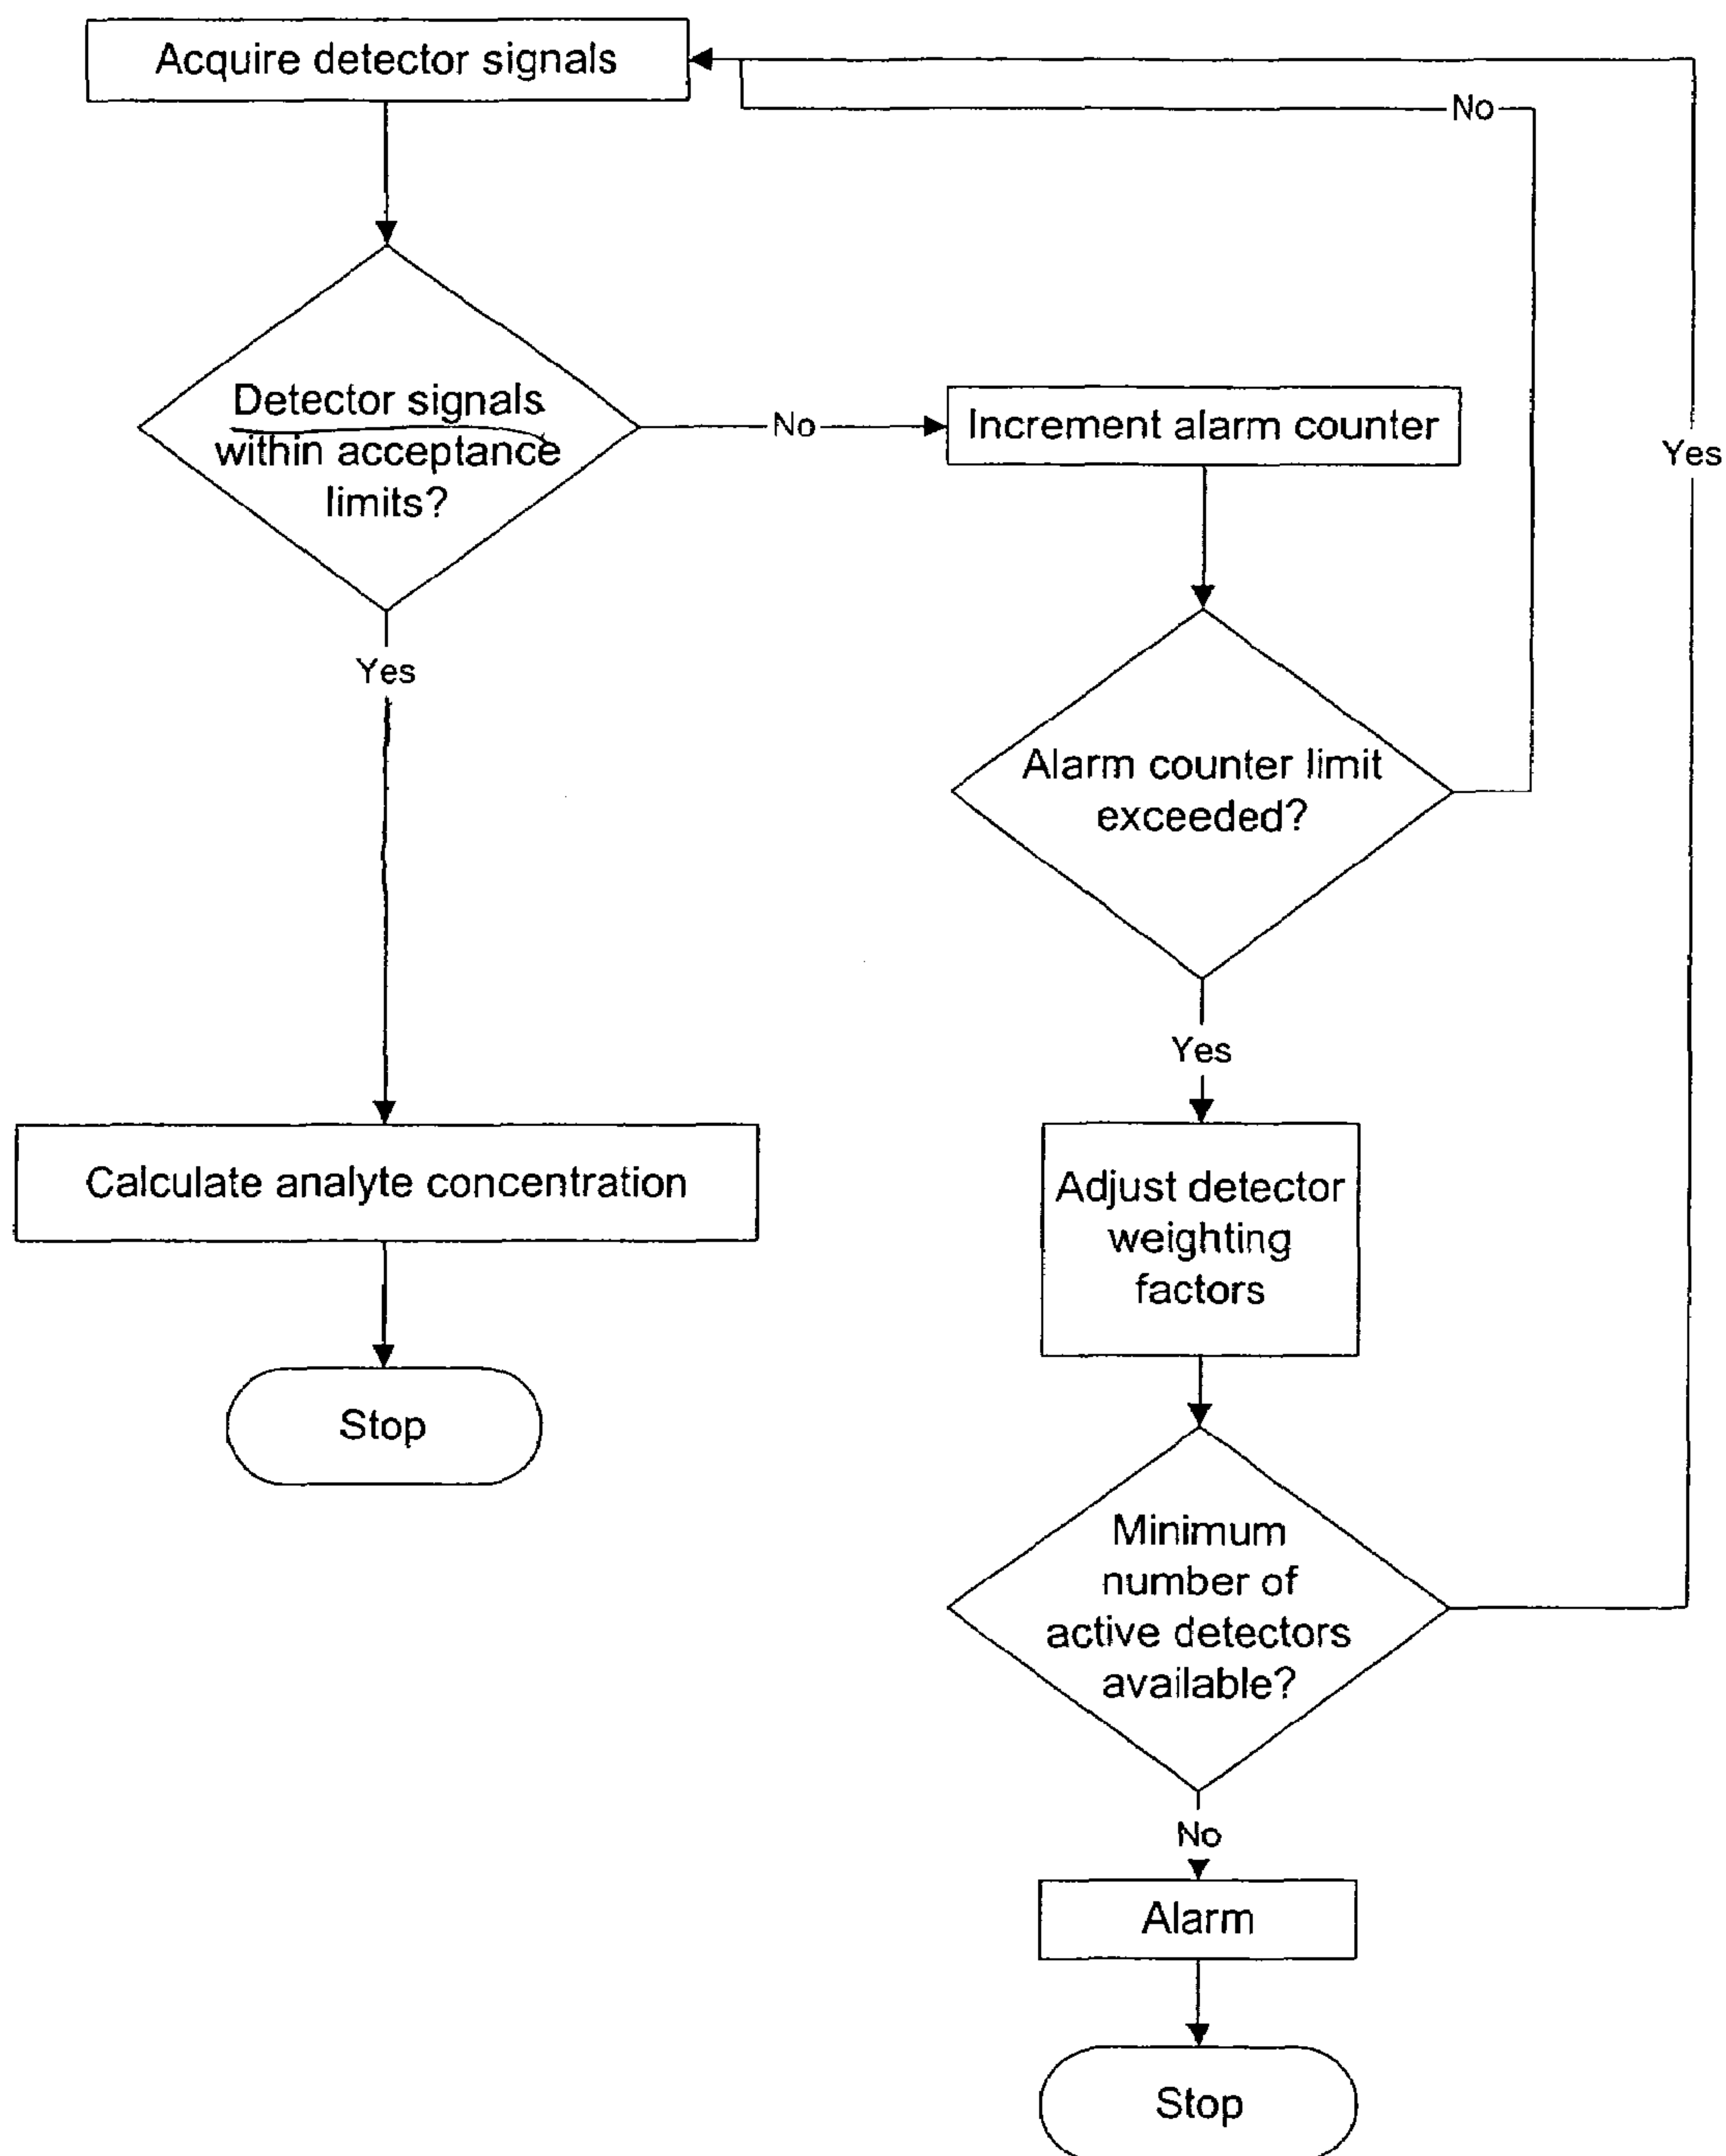 Acquire detector signals
No
Detector signals
within acceptance
limits?
No
Increment alarm counter
Yes
Yes
Alarm counter limit
exceeded?
Yes
Calculate analyte concentration
Adjust detector
weighting
factors
Stop
Minimum
number of
active detectors
available?
No
Alarm
Stop